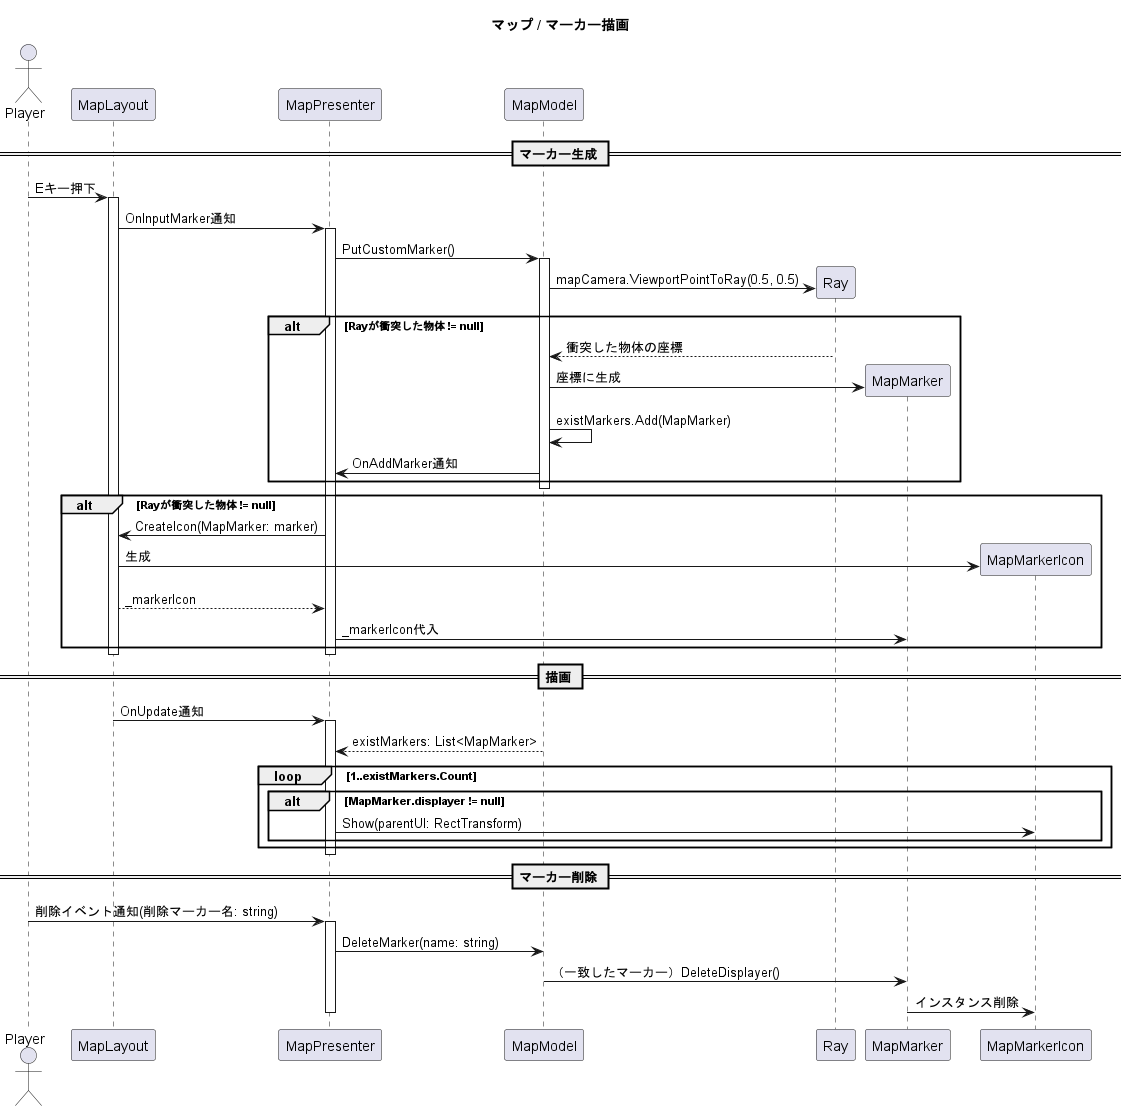 マップ / マーカー描画
Player
MapLayout
MapPresenter
MapModel
マーカー生成
Eキー押下
OnInputMarker通知
PutCustomMarker()
mapCamera.ViewportPointToRay(0.5, 0.5)
Ray
alt
[Rayが衝突した物体 != null]
衝突した物体の座標
座標に生成
MapMarker
existMarkers.Add(MapMarker)
OnAddMarker通知
alt
[Rayが衝突した物体 != null]
CreateIcon(MapMarker: marker)
生成
MapMarkerIcon
_markerIcon
_markerIcon代入
描画
OnUpdate通知
existMarkers: List<MapMarker>
loop
[1..existMarkers.Count]
alt
[MapMarker.displayer != null]
Show(parentUI: RectTransform)
マーカー削除
削除イベント通知(削除マーカー名: string)
DeleteMarker(name: string)
（一致したマーカー）DeleteDisplayer()
インスタンス削除
Player
MapLayout
MapPresenter
MapModel
Ray
MapMarker
MapMarkerIcon